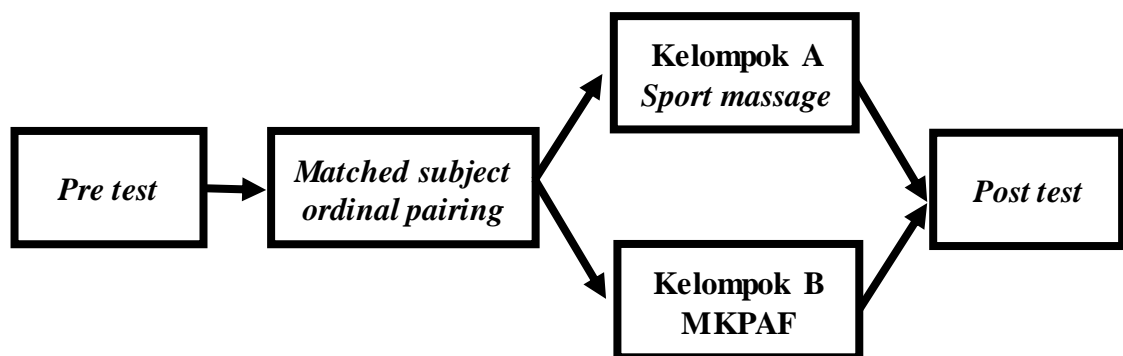 Pre test
Matched subject
ordinal pairing
Kelompok A
Sport massage
Kelompok B
MKPAF
Post test